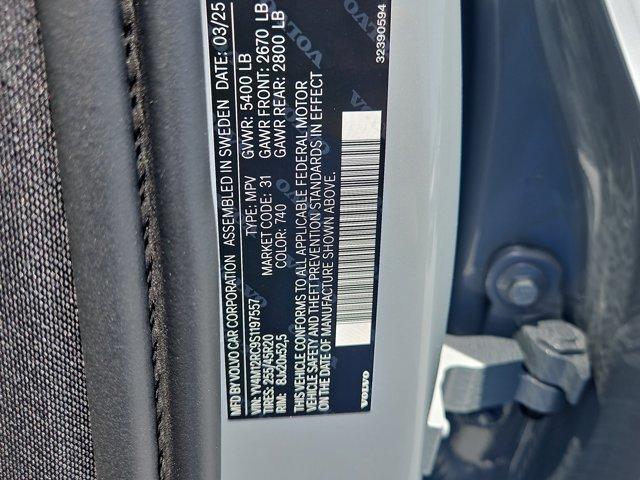 MFD BY VOLVO CAR CORPORATION ASSEMBLED IN SWEDEN DATE: 03/25
VIN: YV4M12RC9S1197557 TYPE: MPV GVWR: 5400 LB
TIRES: 255/45R20 MARKET CODE: 31 GAWR FRONT: 2670 LB
RIM: 8Jx20x52,5 COLOR: 740 GAWR REAR: 2800 LB
THIS VEHICLE CONFORMS TO ALL APPLICABLE FEDERAL MOTOR
VEHICLE SAFETY AND THEFT PREVENTION STANDARDS IN EFFECT
ON THE DATE OF MANUFACTURE SHOWN ABOVE.
VOLVO 32390594